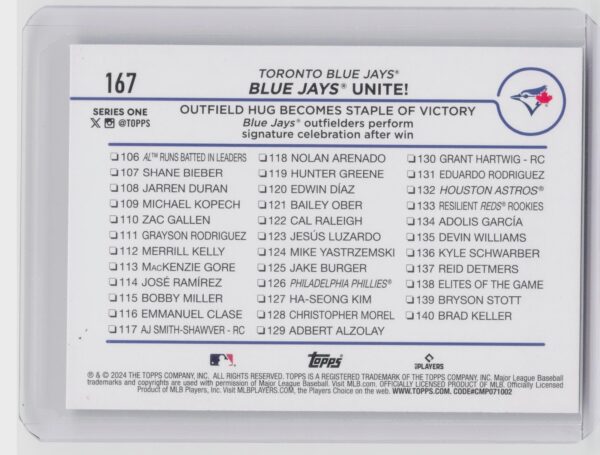 167
TORONTO BLUE JAYS®
BLUE JAYS® UNITE!
SERIES ONE
@TOPPS
OUTFIELD HUG BECOMES STAPLE OF VICTORY
Blue Jays® outfielders perform
signature celebration after win
106 AL™ RUNS BATTED IN LEADERS
107 SHANE BIEBER
108 JARREN DURAN
109 MICHAEL KOPECH
110 ZAC GALLEN
111 GRAYSON RODRIGUEZ
112 MERRILL KELLY
113 MACKENZIE GORE
114 JOSÉ RAMÍREZ
115 BOBBY MILLER
116 EMMANUEL CLASE
117 AJ SMITH-SHAWVER - RC
118 NOLAN ARENADO
119 HUNTER GREENE
120 EDWIN DÍAZ
121 BAILEY OBER
122 CAL RALEIGH
123 JESÚS LUZARDO
124 MIKE YASTRZEMSKI
125 JAKE BURGER
126 PHILADELPHIA PHILLIES®
127 HA-SEONG KIM
128 CHRISTOPHER MOREL
129 ADBERT ALZOLAY
130 GRANT HARTWIG - RC
131 EDUARDO RODRIGUEZ
132 HOUSTON ASTROS®
133 RESILIENT REDS® ROOKIES
134 ADOLIS GARCÍA
135 DEVIN WILLIAMS
136 KYLE SCHWARBER
137 REID DETMERS
138 ELITES OF THE GAME
139 BRYSON STOTT
140 BRAD KELLER
Topps
PLAYERS
® & © 2024 THE TOPPS COMPANY, INC. ALL RIGHTS RESERVED. TOPPS IS A REGISTERED TRADEMARK OF THE TOPPS COMPANY, INC. Major League Baseball
trademarks and copyrights are used with permission of Major League Baseball. Visit MLB.com. OFFICIALLY LICENSED PRODUCT OF MLB. Officially Licensed
Product of MLB Players, Inc. Visit MLBPLAYERS.COM, the Players Choice on the web. WWW.TOPPS.COM. CODE#CMP071002